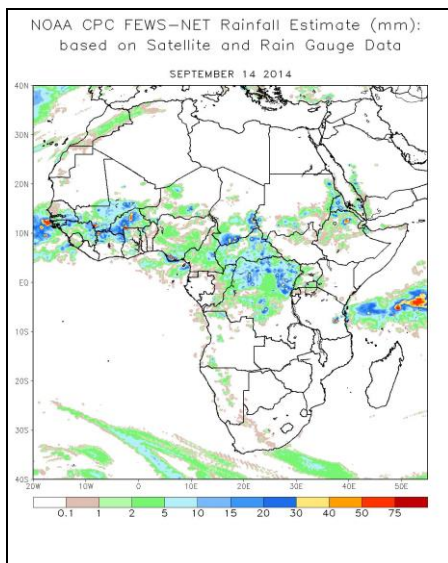 NOAA CPC FEWS-NET Rainfall Estimate (mm):
based on Satellite and Rain Gauge Data
SEPTEMBER 14 2014
40N
30N
20N
10N
EQ
10S
20S
30S
40S
20W 10W 0 10E 20E 30E 40E 50E
0.1 1 2 5 10 15 20 30 40 50 75